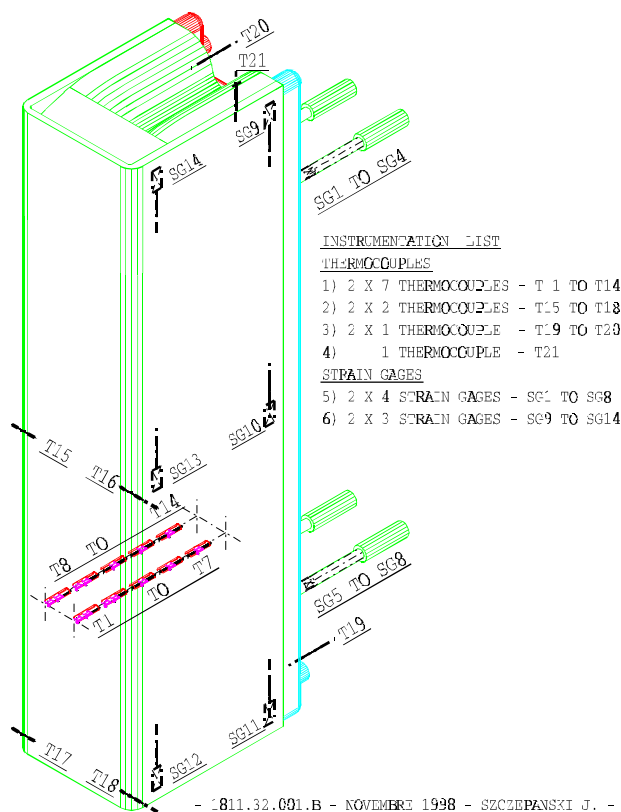 T20
T21
SG9
SG14
SG1 TO SG4
INSTRUMENTATION LIST
THERMOCOUPLES
1) 2 X 7 THERMOCOUPLES - T 1 TO T14
2) 2 X 2 THERMOCOUPLES - T15 TO T18
3) 2 X 1 THERMOCOUPLE - T19 TO T20
4) 1 THERMOCOUPLE - T21
STRAIN GAGES
5) 2 X 4 STRAIN GAGES - SG1 TO SG8
6) 2 X 3 STRAIN GAGES - SG9 TO SG14
SG10
T15
SG13
T16
T8 TO T14
T1 TO T7
SG5 TO SG8
T19
SG11
T17
SG12
T18
- 1811.32.001.B - NOVEMBRE 1998 - SZCZEPANSKI J. -